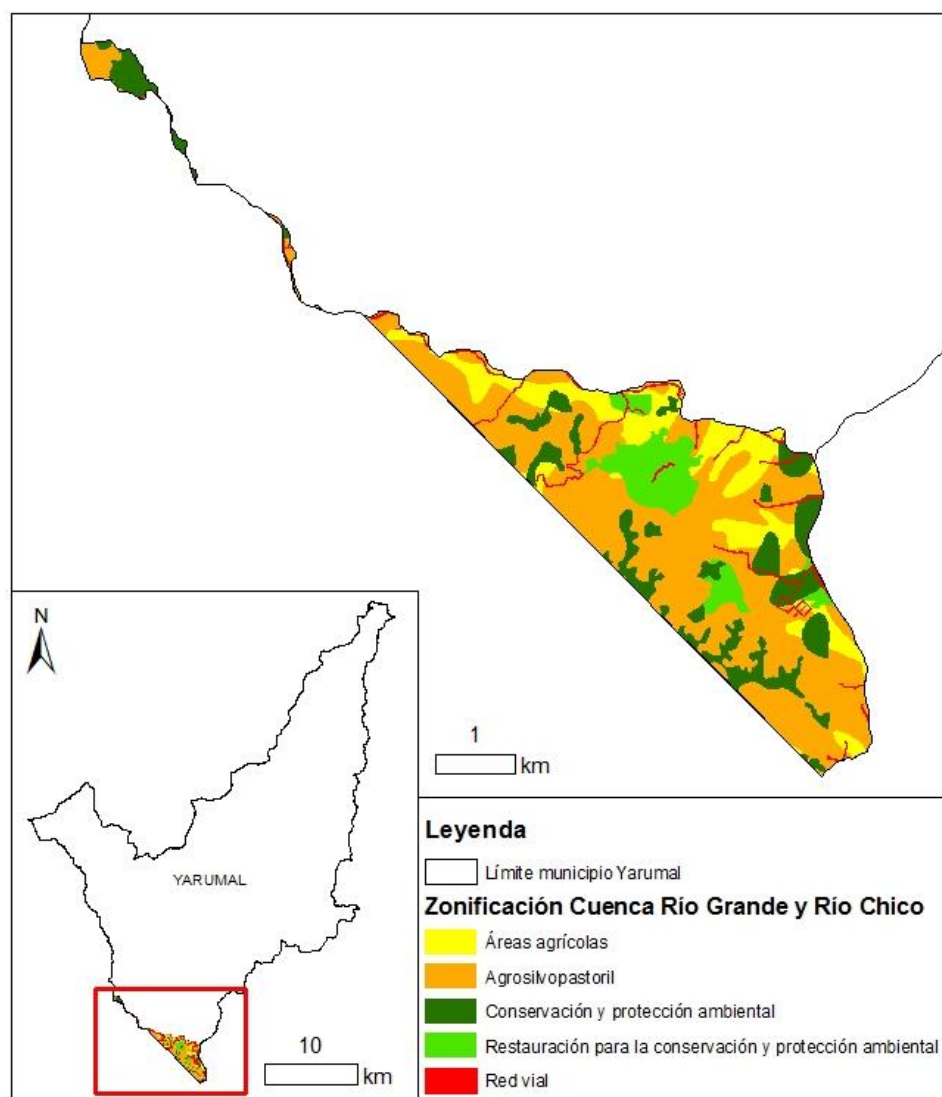 N
YARUMAL
10
km
1
km
Leyenda
Límite municipio Yarumal
Zonificación Cuenca Río Grande y Río Chico
Áreas agrícolas
Agrosilvopastoril
Conservación y protección ambiental
Restauración para la conservación y protección ambiental
Red vial